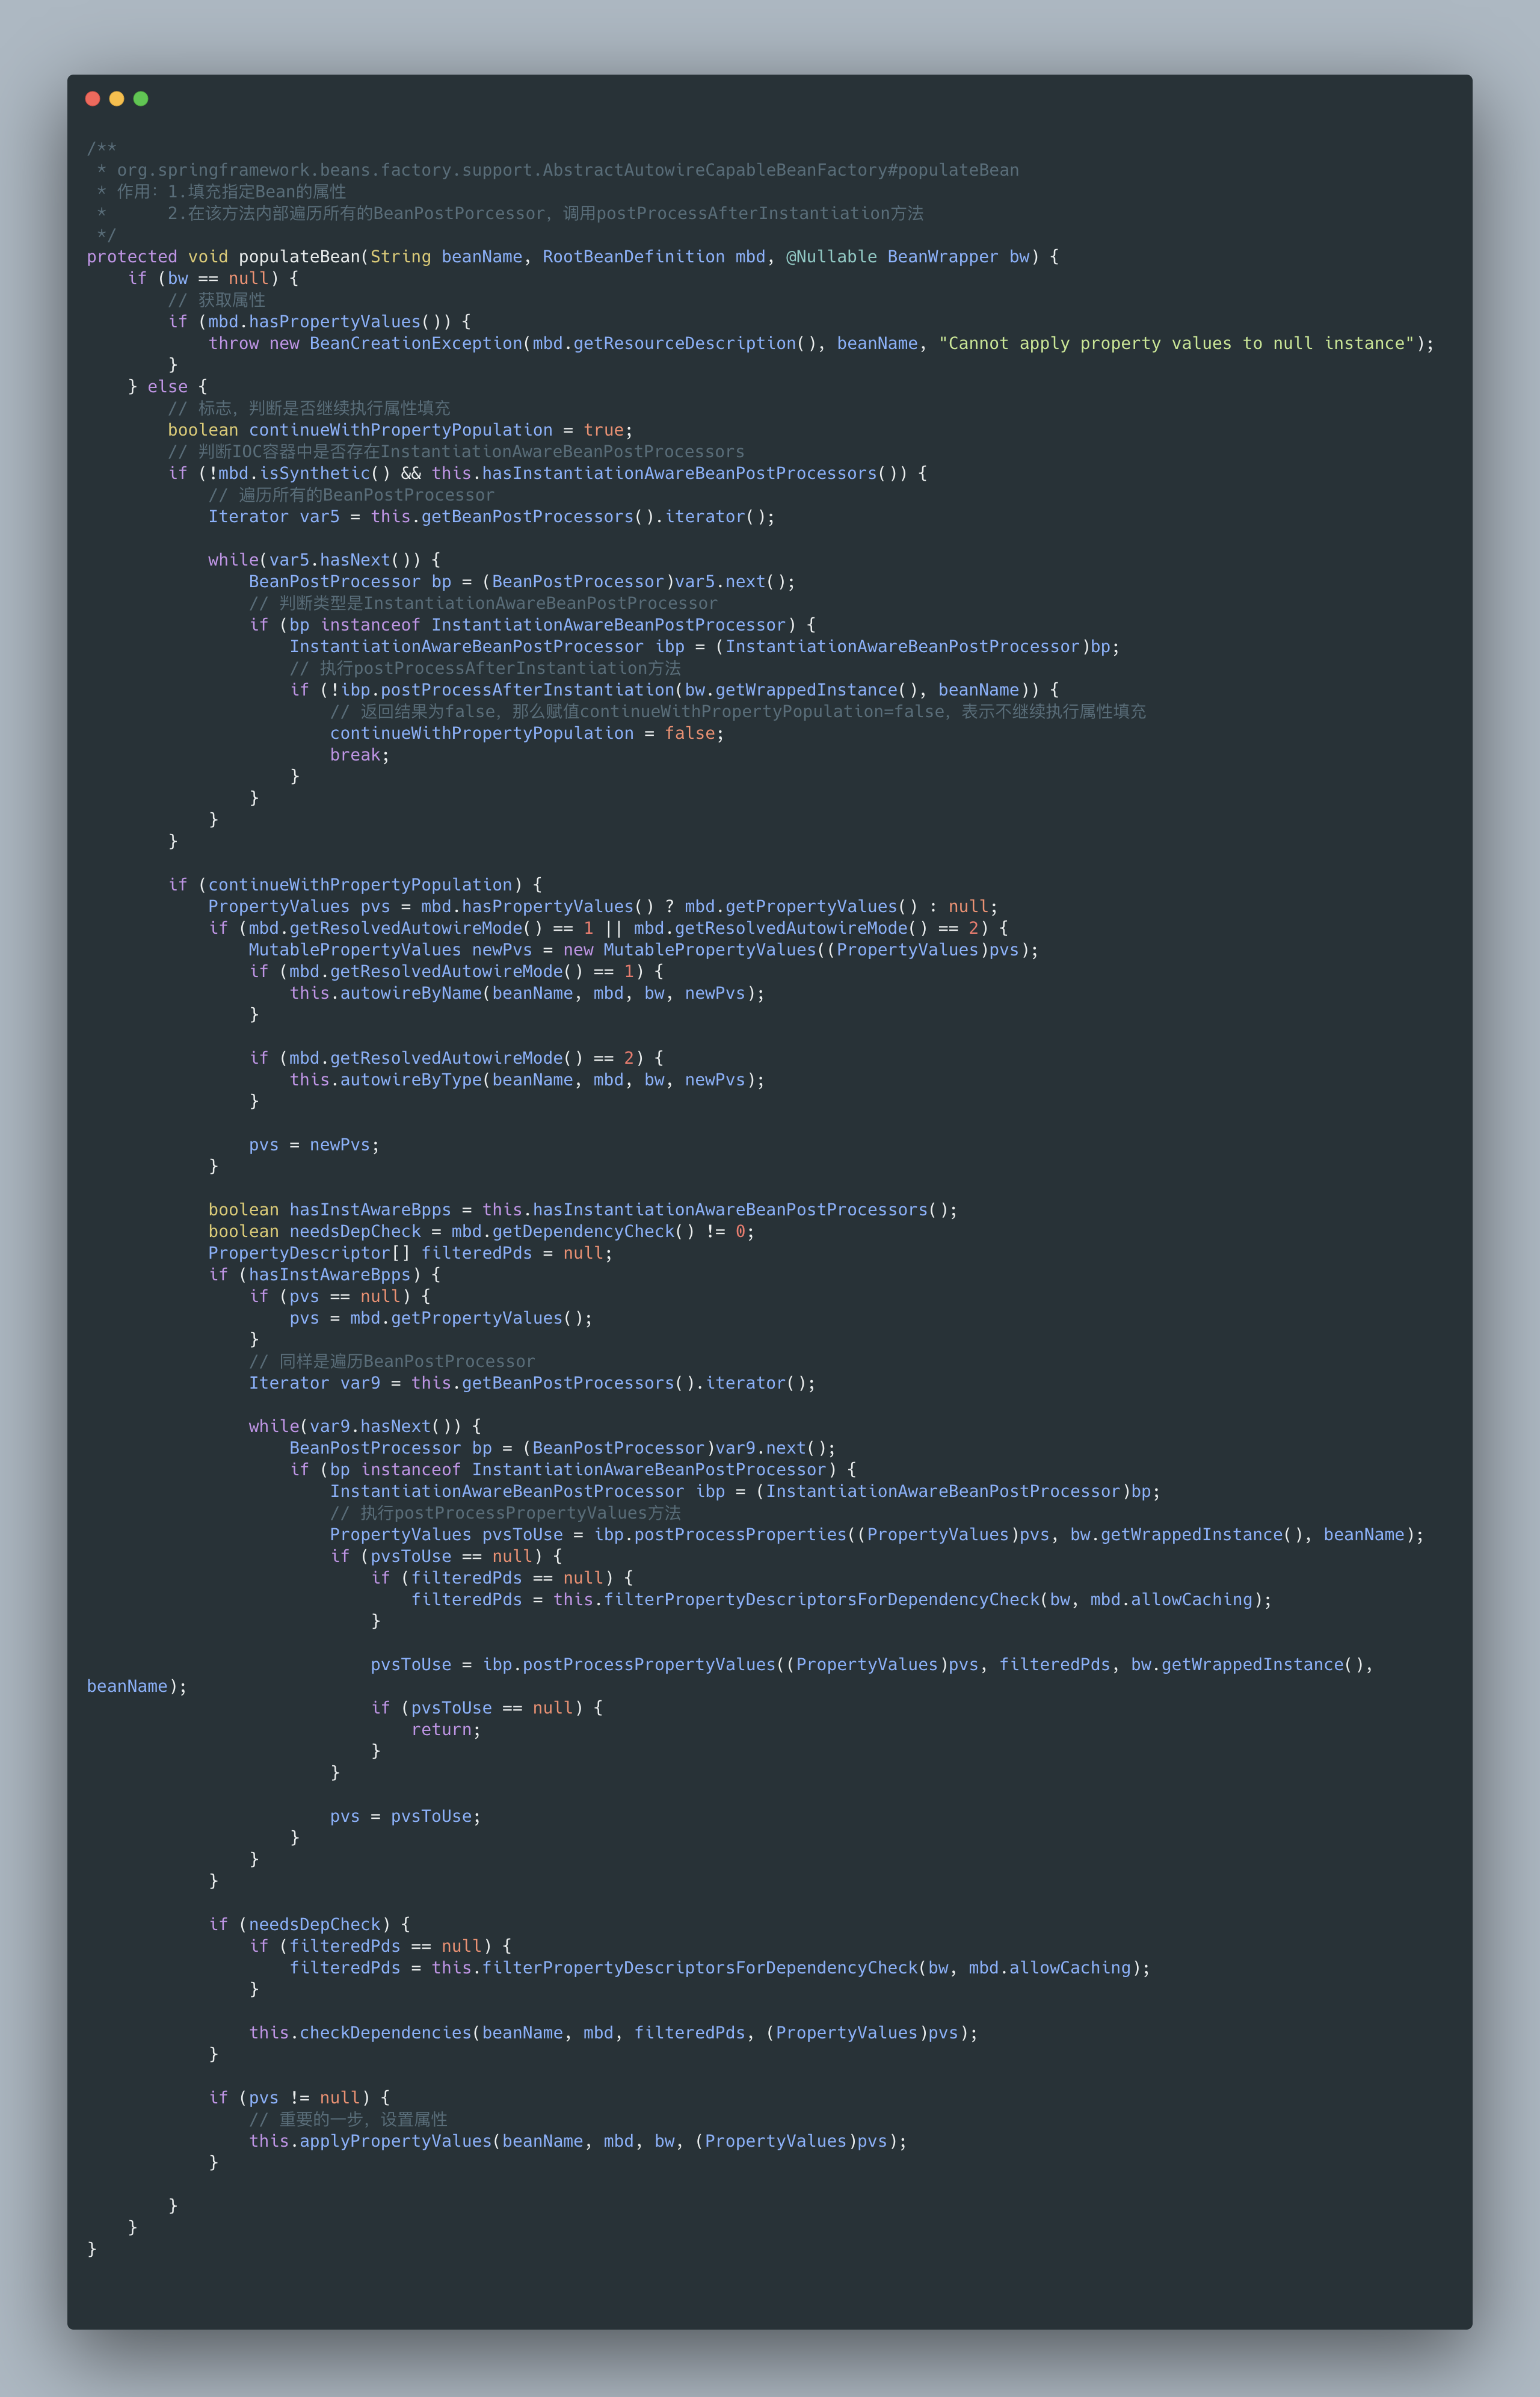 /**
 * org.springframework.beans.factory.support.AbstractAutowireCapableBeanFactory#populateBean
 * 作用：1.填充指定Bean的属性
 *      2.在该方法内部遍历所有的BeanPostPorcessor，调用postProcessAfterInstantiation方法
 */
protected void populateBean(String beanName, RootBeanDefinition mbd, @Nullable BeanWrapper bw) {
    if (bw == null) {
        // 获取属性
        if (mbd.hasPropertyValues()) {
            throw new BeanCreationException(mbd.getResourceDescription(), beanName, "Cannot apply property values to null instance");
        }
    } else {
        // 标志，判断是否继续执行属性填充
        boolean continueWithPropertyPopulation = true;
        // 判断IOC容器中是否存在InstantiationAwareBeanPostProcessors
        if (!mbd.isSynthetic() && this.hasInstantiationAwareBeanPostProcessors()) {
            // 遍历所有的BeanPostProcessor
            Iterator var5 = this.getBeanPostProcessors().iterator();

            while(var5.hasNext()) {
                BeanPostProcessor bp = (BeanPostProcessor)var5.next();
                // 判断类型是InstantiationAwareBeanPostProcessor
                if (bp instanceof InstantiationAwareBeanPostProcessor) {
                    InstantiationAwareBeanPostProcessor ibp = (InstantiationAwareBeanPostProcessor)bp;
                    // 执行postProcessAfterInstantiation方法
                    if (!ibp.postProcessAfterInstantiation(bw.getWrappedInstance(), beanName)) {
                        // 返回结果为false，那么赋值continueWithPropertyPopulation=false，表示不继续执行属性填充
                        continueWithPropertyPopulation = false;
                        break;
                    }
                }
            }
        }

        if (continueWithPropertyPopulation) {
            PropertyValues pvs = mbd.hasPropertyValues() ? mbd.getPropertyValues() : null;
            if (mbd.getResolvedAutowireMode() == 1 || mbd.getResolvedAutowireMode() == 2) {
                MutablePropertyValues newPvs = new MutablePropertyValues((PropertyValues)pvs);
                if (mbd.getResolvedAutowireMode() == 1) {
                    this.autowireByName(beanName, mbd, bw, newPvs);
                }

                if (mbd.getResolvedAutowireMode() == 2) {
                    this.autowireByType(beanName, mbd, bw, newPvs);
                }

                pvs = newPvs;
            }

            boolean hasInstAwareBpps = this.hasInstantiationAwareBeanPostProcessors();
            boolean needsDepCheck = mbd.getDependencyCheck() != 0;
            PropertyDescriptor[] filteredPds = null;
            if (hasInstAwareBpps) {
                if (pvs == null) {
                    pvs = mbd.getPropertyValues();
                }
                // 同样是遍历BeanPostProcessor
                Iterator var9 = this.getBeanPostProcessors().iterator();

                while(var9.hasNext()) {
                    BeanPostProcessor bp = (BeanPostProcessor)var9.next();
                    if (bp instanceof InstantiationAwareBeanPostProcessor) {
                        InstantiationAwareBeanPostProcessor ibp = (InstantiationAwareBeanPostProcessor)bp;
                        // 执行postProcessPropertyValues方法
                        PropertyValues pvsToUse = ibp.postProcessProperties((PropertyValues)pvs, bw.getWrappedInstance(), beanName);
                        if (pvsToUse == null) {
                            if (filteredPds == null) {
                                filteredPds = this.filterPropertyDescriptorsForDependencyCheck(bw, mbd.allowCaching);
                            }

                            pvsToUse = ibp.postProcessPropertyValues((PropertyValues)pvs, filteredPds, bw.getWrappedInstance(),
beanName);
                            if (pvsToUse == null) {
                                return;
                            }
                        }

                        pvs = pvsToUse;
                    }
                }
            }

            if (needsDepCheck) {
                if (filteredPds == null) {
                    filteredPds = this.filterPropertyDescriptorsForDependencyCheck(bw, mbd.allowCaching);
                }

                this.checkDependencies(beanName, mbd, filteredPds, (PropertyValues)pvs);
            }

            if (pvs != null) {
                // 重要的一步，设置属性
                this.applyPropertyValues(beanName, mbd, bw, (PropertyValues)pvs);
            }

        }
    }
}